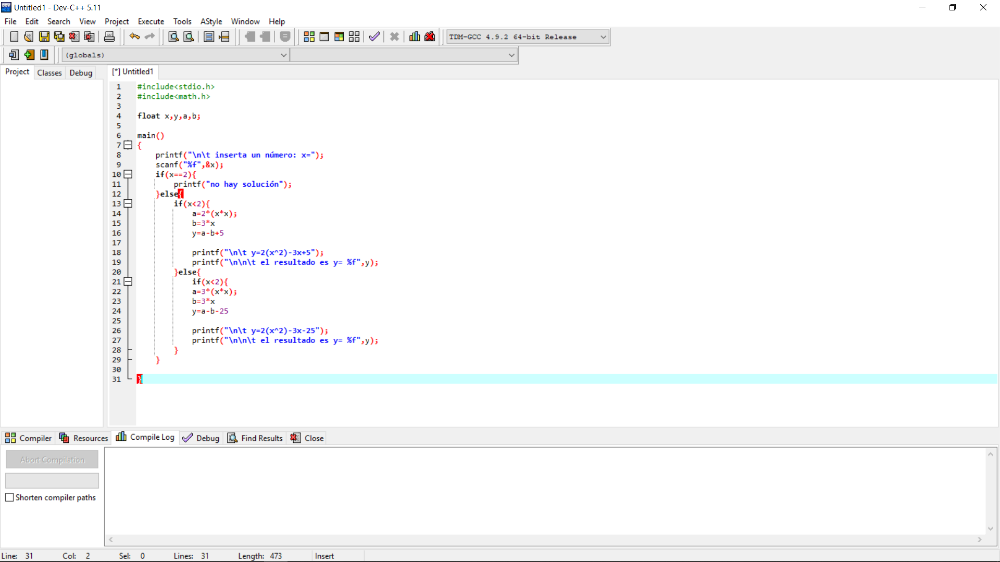 Untitled1 - Dev-C++ 5.11
File Edit Search View Project Execute Tools AStyle Window Help
TDM-GCC 4.9.2 64-bit Release
(globals)
Project Classes Debug [*] Untitled1
1 #include<stdio.h>
2 #include<math.h>
3
4 float x,y,a,b;
5
6 main()
7 {
8 printf("\n\t inserta un número: x=");
9 scanf("%f",&x);
10 if(x==2){
11 printf("no hay solución");
12 }else{
13 if(x<2){
14 a=2*(x*x);
15 b=3*x
16 y=a-b+5
17
18 printf("\n\t y=2(x^2)-3x+5");
19 printf("\n\n\t el resultado es y= %f",y);
20 }else{
21 if(x<2){
22 a=3*(x*x);
23 b=3*x
24 y=a-b-25
25
26 printf("\n\t y=2(x^2)-3x-25");
27 printf("\n\n\t el resultado es y= %f",y);
28 }
29 }
30
31 }
Compiler Resources Compile Log Debug Find Results Close
Abort Compilation
Shorten compiler paths
Line: 31 Col: 2 Sel: 0 Lines: 31 Length: 473 Insert